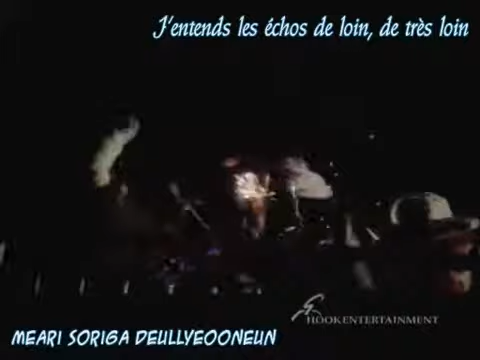 J'entends les échos de loin, de très loin
HOOKENTERTAINMENT
MEARI SORIGA DEULLYEOONEUN